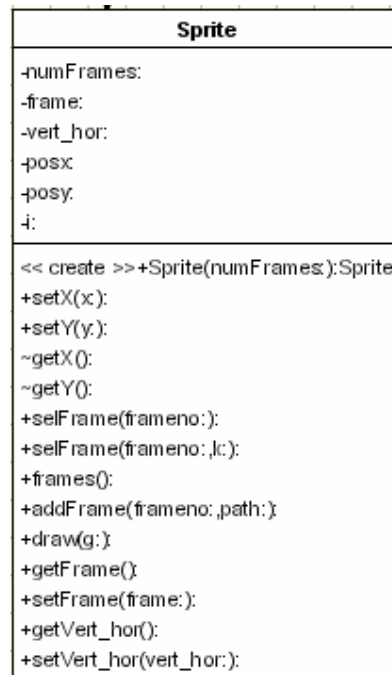 Sprite
-numFrames:
-frame:
-vert_hor:
-posx:
-posy:
-i:
<< create >>+Sprite(numFrames:):Sprite
+setX(x:):
+setY(y:):
~getX():
~getY():
+selFrame(frameno:):
+selFrame(frameno:,k:):
+frames():
+addFrame(frameno:,path:):
+draw(g:):
+getFrame():
+setFrame(frame:):
+getVert_hor():
+setVert_hor(vert_hor:):